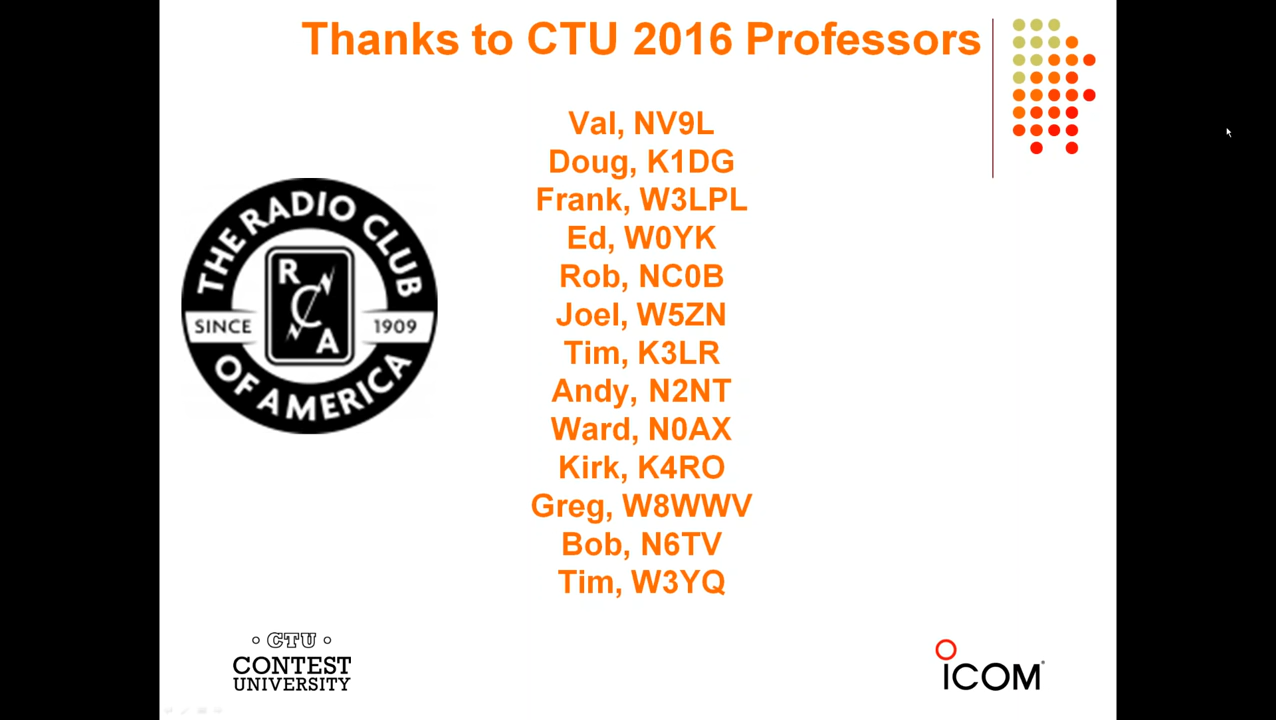 Thanks to CTU 2016 Professors
Val, NV9L
Doug, K1DG
Frank, W3LPL
Ed, W0YK
Rob, NC0B
Joel, W5ZN
Tim, K3LR
Andy, N2NT
Ward, N0AX
Kirk, K4RO
Greg, W8WWV
Bob, N6TV
Tim, W3YQ
THE RADIO CLUB
R
C
A
SINCE 1909
OF AMERICA
· CTU ·
CONTEST
UNIVERSITY
ICOM®